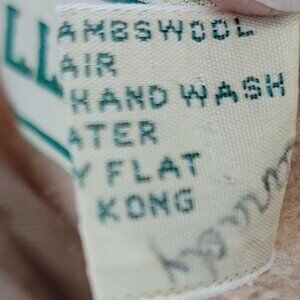 LL
AMBSWOOL
AIR
HAND WASH
ATER
Y FLAT
KONG